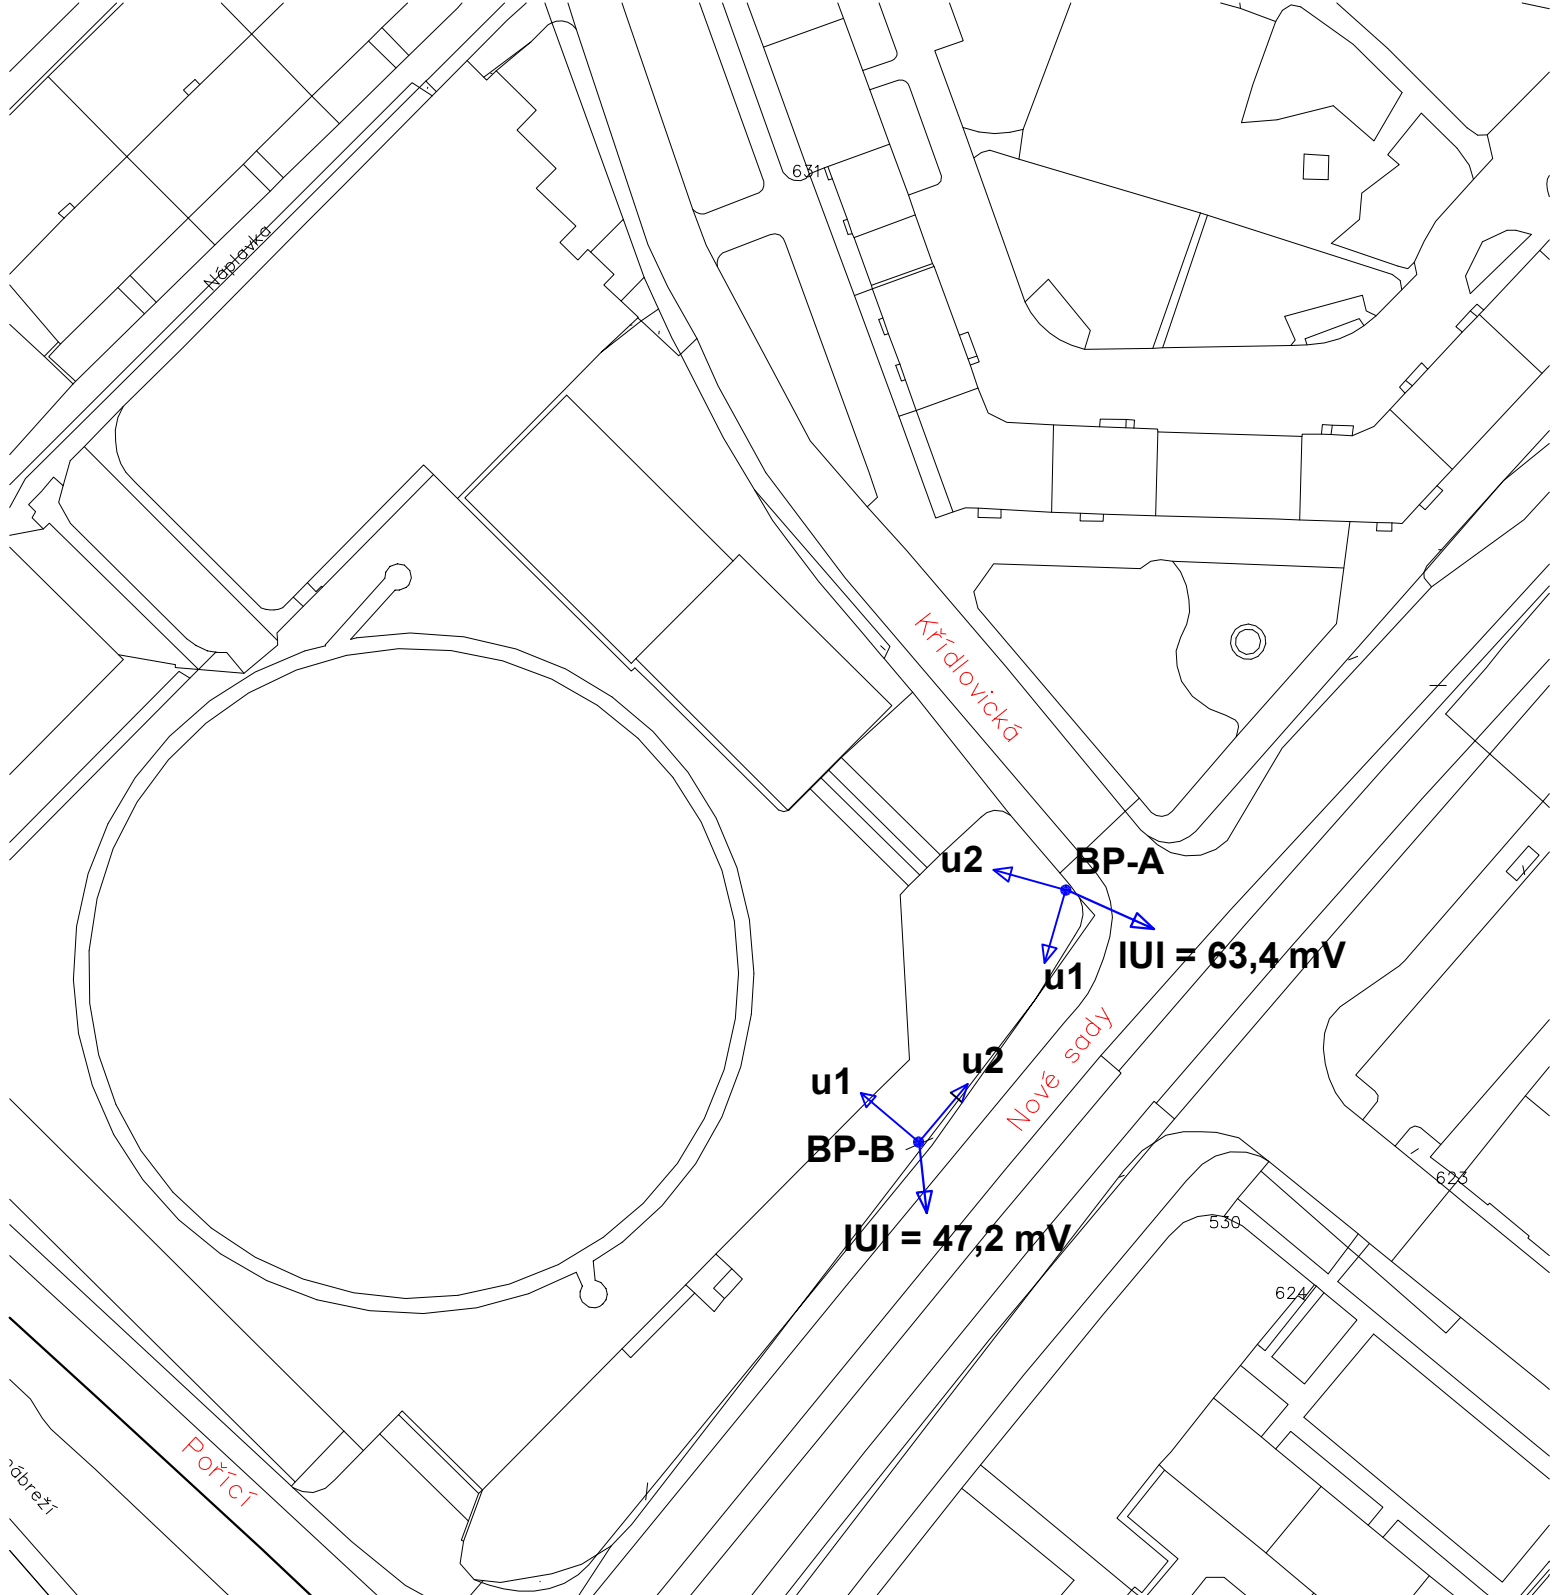 631
Náplavka
Křídlovická
u2
BP-A
IUI = 63,4 mV
u1
Nové sady
u2
u1
BP-B
IUI = 47,2 mV
623
530
624
Poříčí
nábřeží